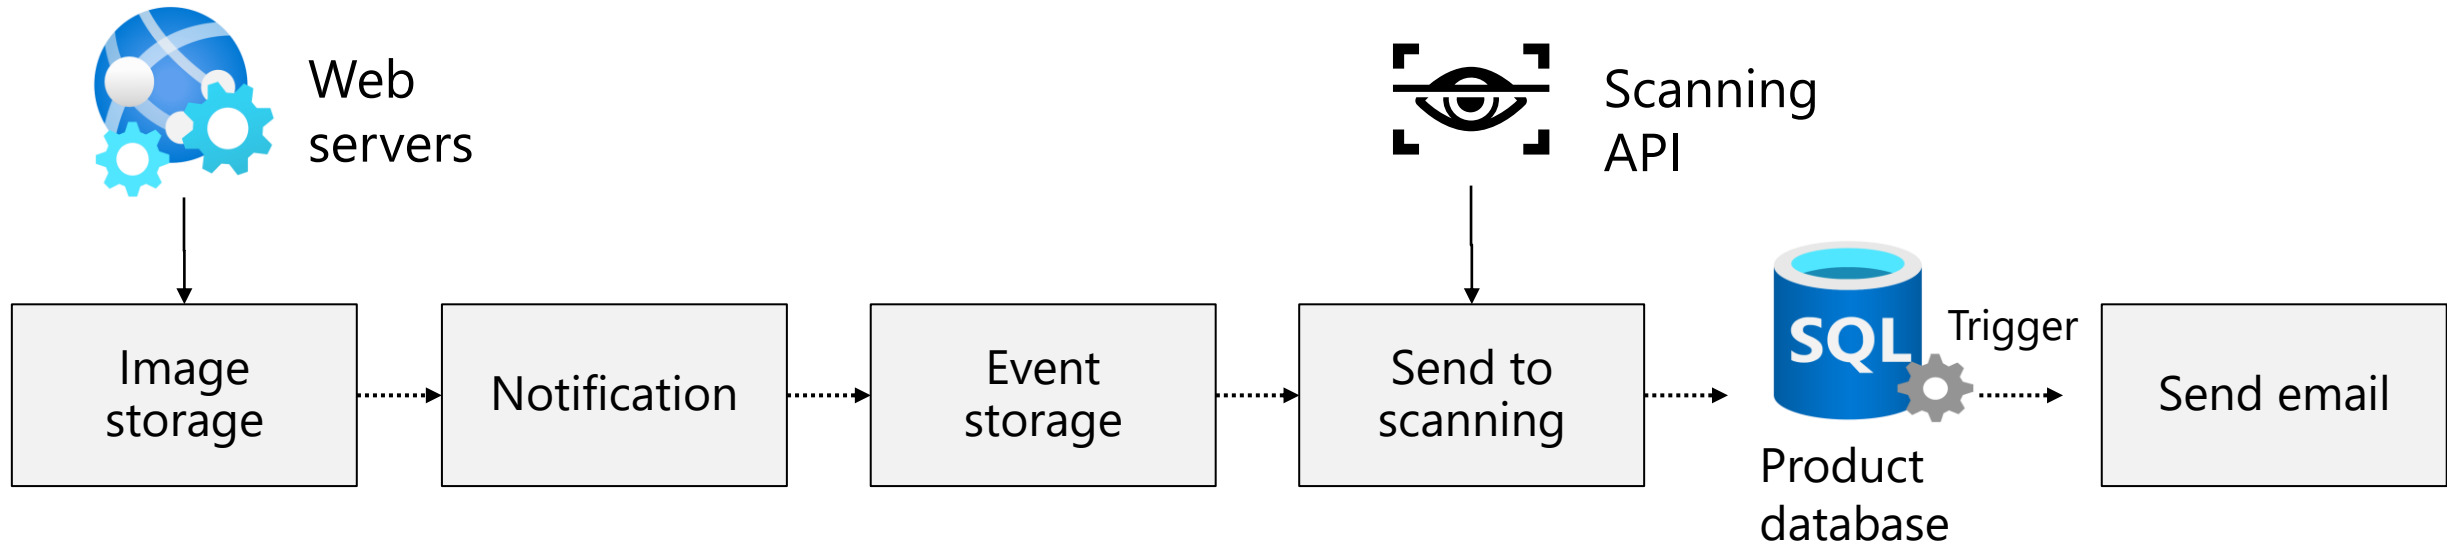 Web
servers
Scanning
API
Image
storage
Notification
Event
storage
Send to
scanning
SQL
Trigger
Product
database
Send email